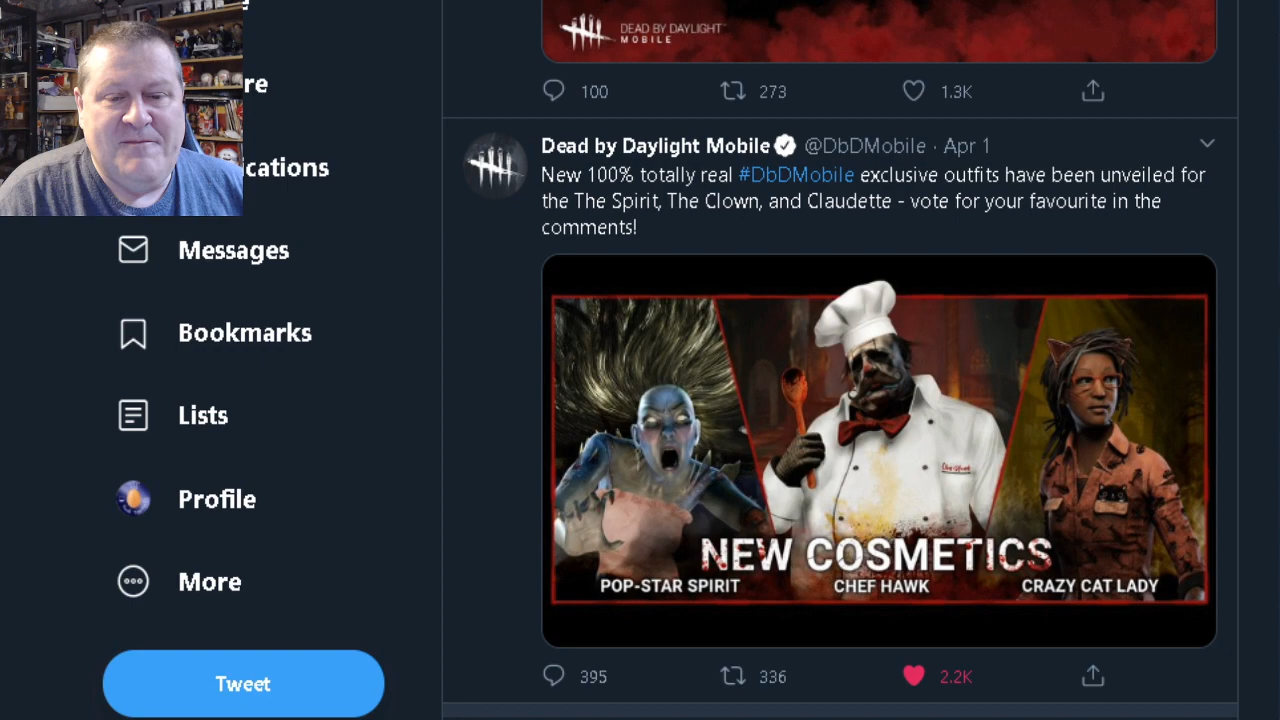 DEAD BY DAYLIGHT
MOBILE
100
273
1.3K
re
ications
Messages
Bookmarks
Lists
Profile
More
Tweet
Dead by Daylight Mobile @DbDMobile · Apr 1
New 100% totally real #DbDMobile exclusive outfits have been unveiled for
the The Spirit, The Clown, and Claudette - vote for your favourite in the
comments!
NEW COSMETICS
POP-STAR SPIRIT
CHEF HAWK
CRAZY CAT LADY
395
336
2.2K